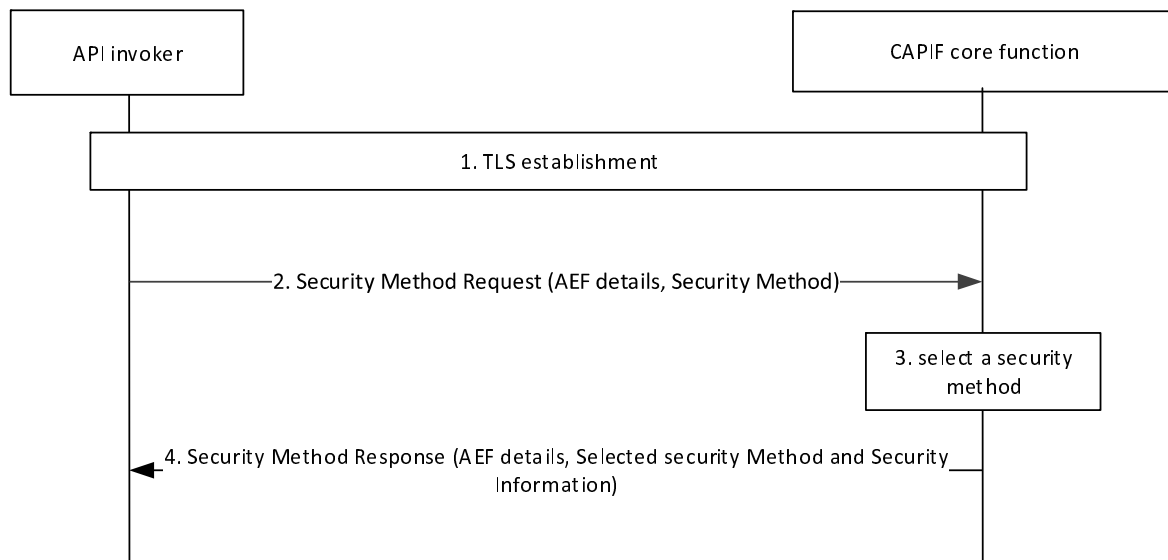 API invoker
CAPIF core function
1. TLS establishment
2. Security Method Request (AEF details, Security Method)
3. select a security
method
4. Security Method Response (AEF details, Selected security Method and Security
Information)